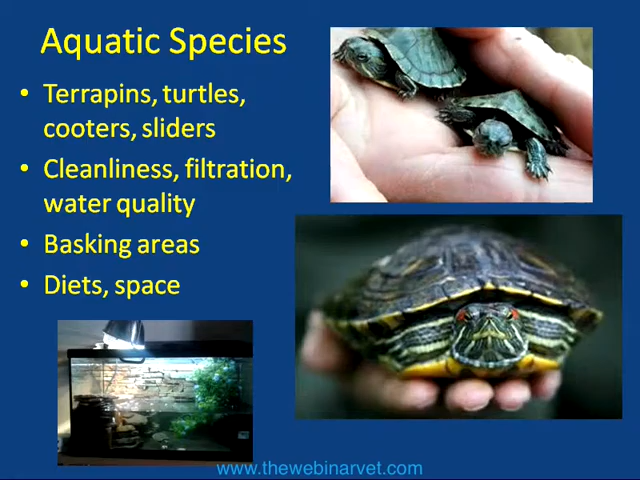 Aquatic Species
• Terrapins, turtles,
cooters, sliders
• Cleanliness, filtration,
water quality
• Basking areas
• Diets, space
www.thewebinarvet.com